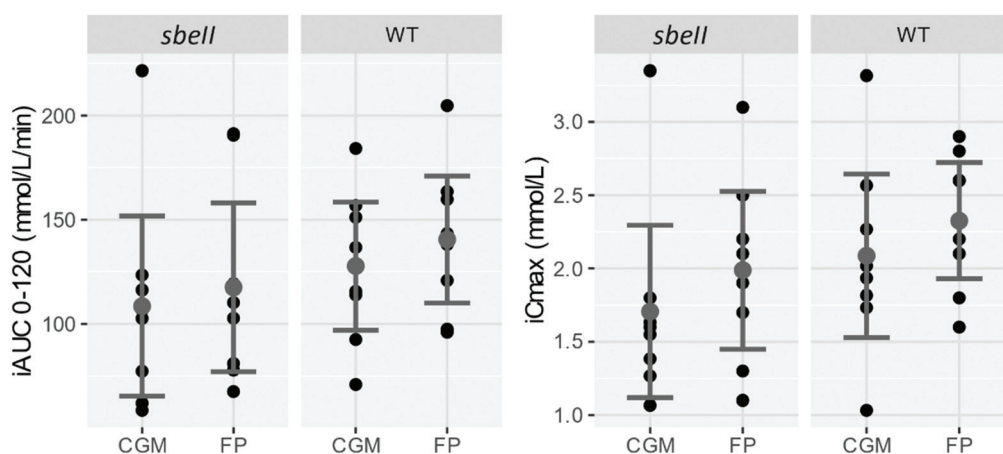 sbeII WT
iAUC 0-120 (mmol/L/min)
200
150
100
CGM FP CGM FP
sbeII WT
iCmax (mmol/L)
3.0
2.5
2.0
1.5
1.0
CGM FP CGM FP